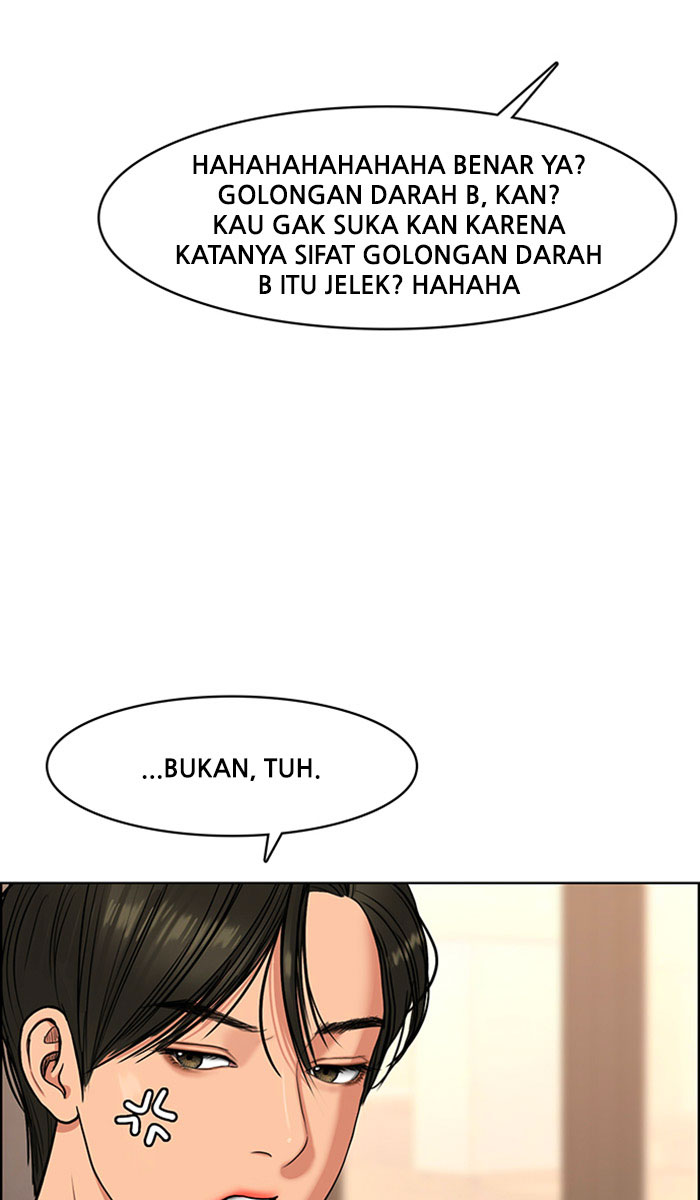 HAHAHAHAHAHAHA BENAR YA?
GOLONGAN DARAH B, KAN?
KAU GAK SUKA KAN KARENA
KATANYA SIFAT GOLONGAN DARAH
B ITU JELEK? HAHAHA
...BUKAN, TUH.